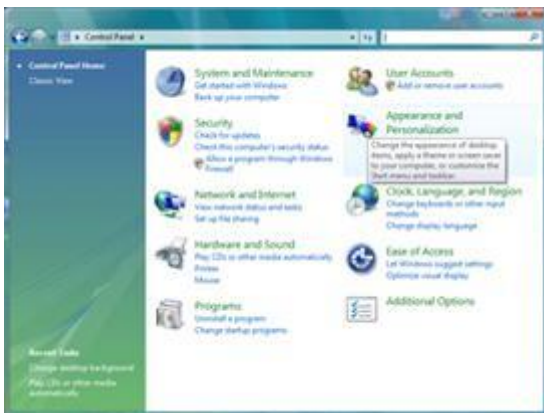 Control Panel
Control Panel Home
Classic View
System and Maintenance
Get started with Windows
Back up your computer
Security
Check for updates
Check this computer's security status
Allow a program through Windows
Firewall
Network and Internet
View network status and tasks
Set up file sharing
Hardware and Sound
Play CDs or other media automatically
Printer
Mouse
Programs
Uninstall a program
Change startup programs
User Accounts
Add or remove user accounts
Appearance and
Personalization
Change the appearance of desktop
items, apply a theme or screen saver
to your computer, or customize the
Start menu and taskbar.
Clock, Language, and Region
Change keyboards or other input
methods
Change display language
Ease of Access
Let Windows suggest settings
Optimize visual display
Additional Options
Recent Tasks
Change desktop background
Play CDs or other media
automatically